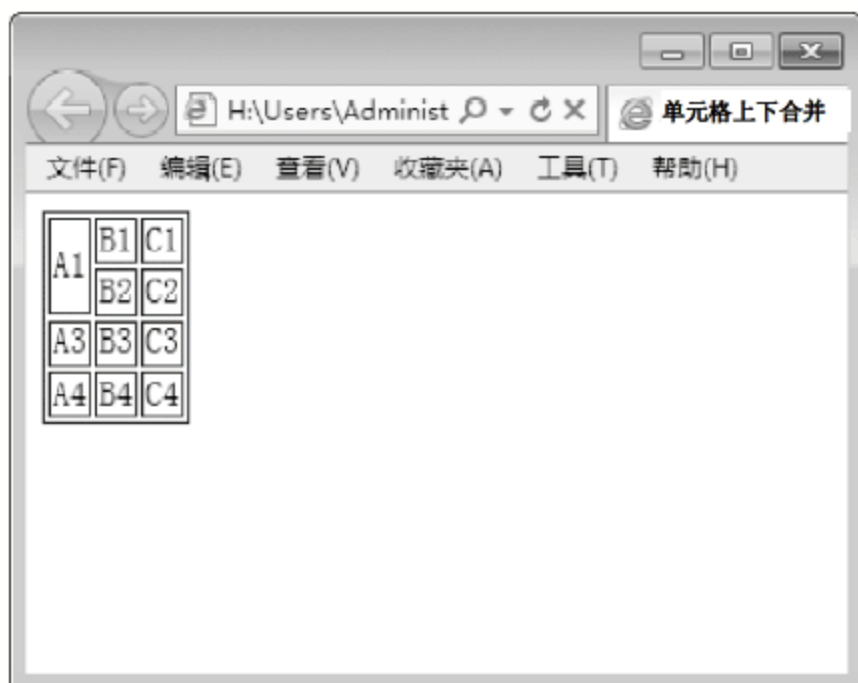 H:\Users\Administ
单元格上下合并
文件(F) 编辑(E) 查看(V) 收藏夹(A) 工具(T) 帮助(H)
A1 B1 C1
B2 C2
A3 B3 C3
A4 B4 C4